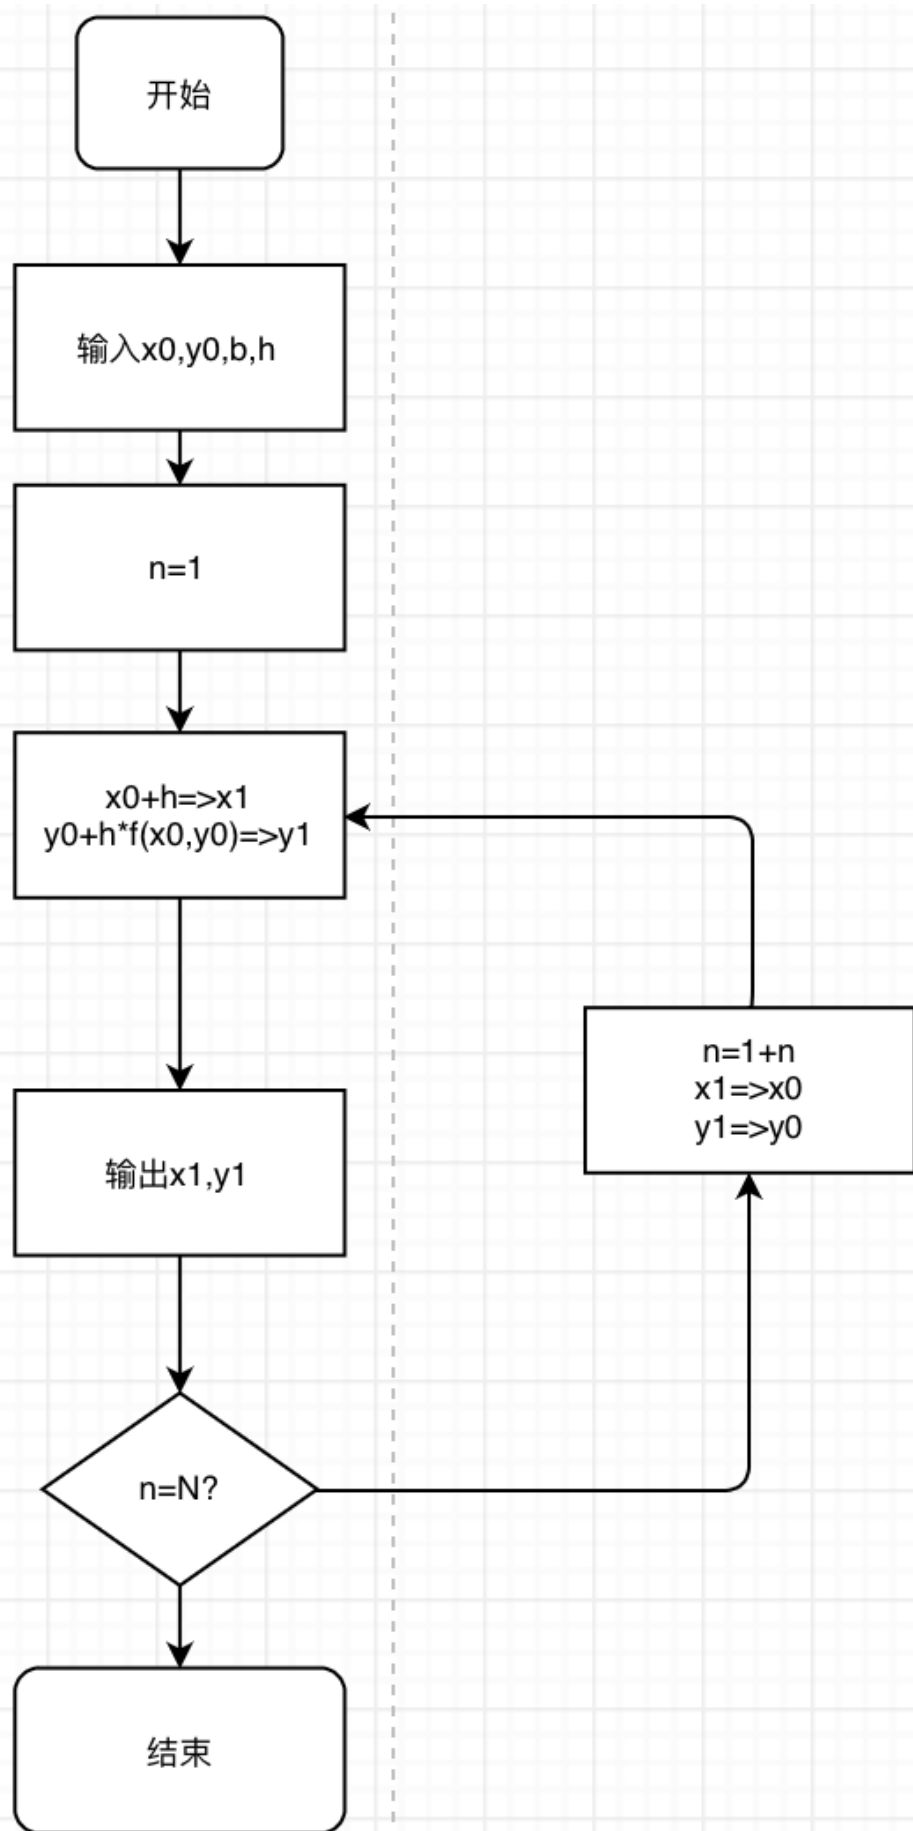 开始
输入x0,y0,b,h
n=1
x0+h=>x1
y0+h*f(x0,y0)=>y1
n=1+n
x1=>x0
y1=>y0
输出x1,y1
n=N?
结束